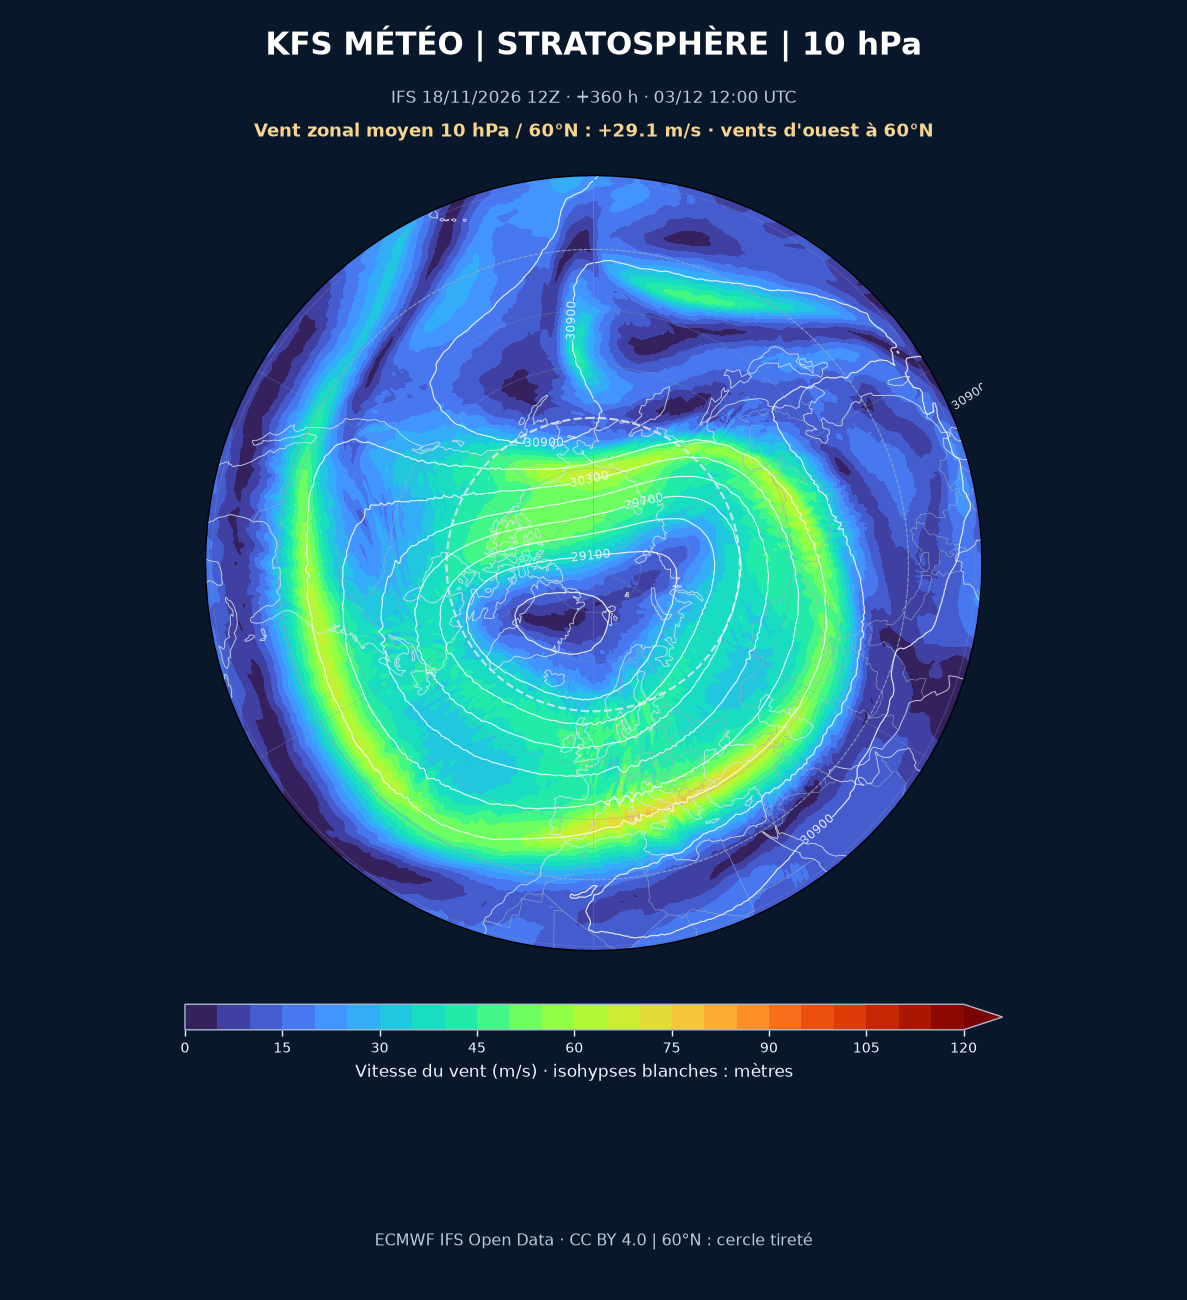 KFS MÉTÉO | STRATOSPHÈRE | 10 hPa
IFS 18/11/2026 12Z · +360 h · 03/12 12:00 UTC
Vent zonal moyen 10 hPa / 60°N : +29.1 m/s · vents d'ouest à 60°N
30900
30900
30900
30300
29700
29100
30900
0 15 30 45 60 75 90 105 120
Vitesse du vent (m/s) · isohypses blanches : mètres
ECMWF IFS Open Data · CC BY 4.0 | 60°N : cercle tireté